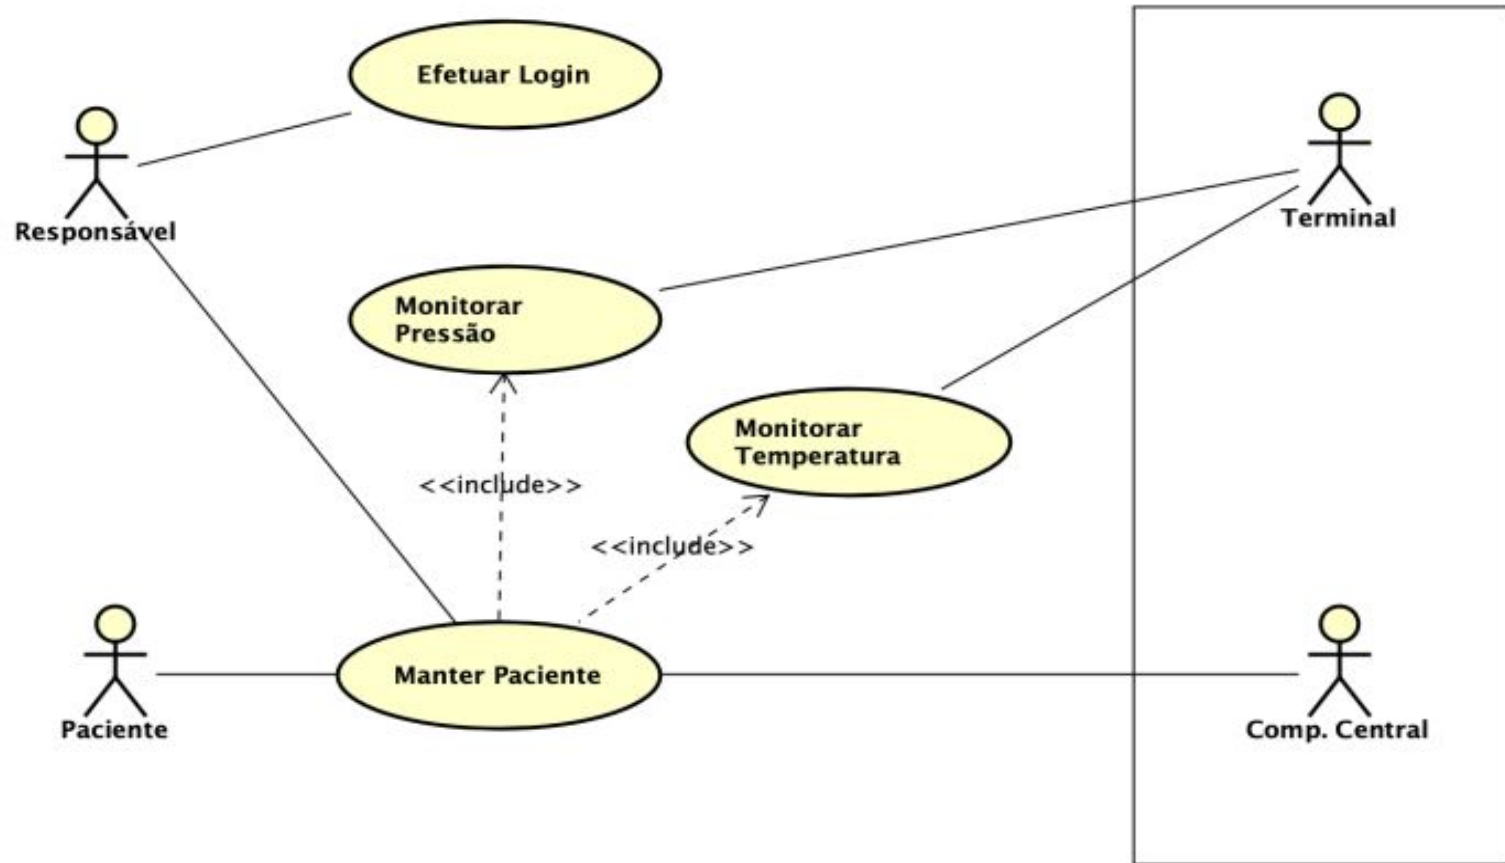 Efetuar Login
Responsável
Terminal
Monitorar
Pressão
Monitorar
Temperatura
<<include>>
<<include>>
Manter Paciente
Paciente
Comp. Central